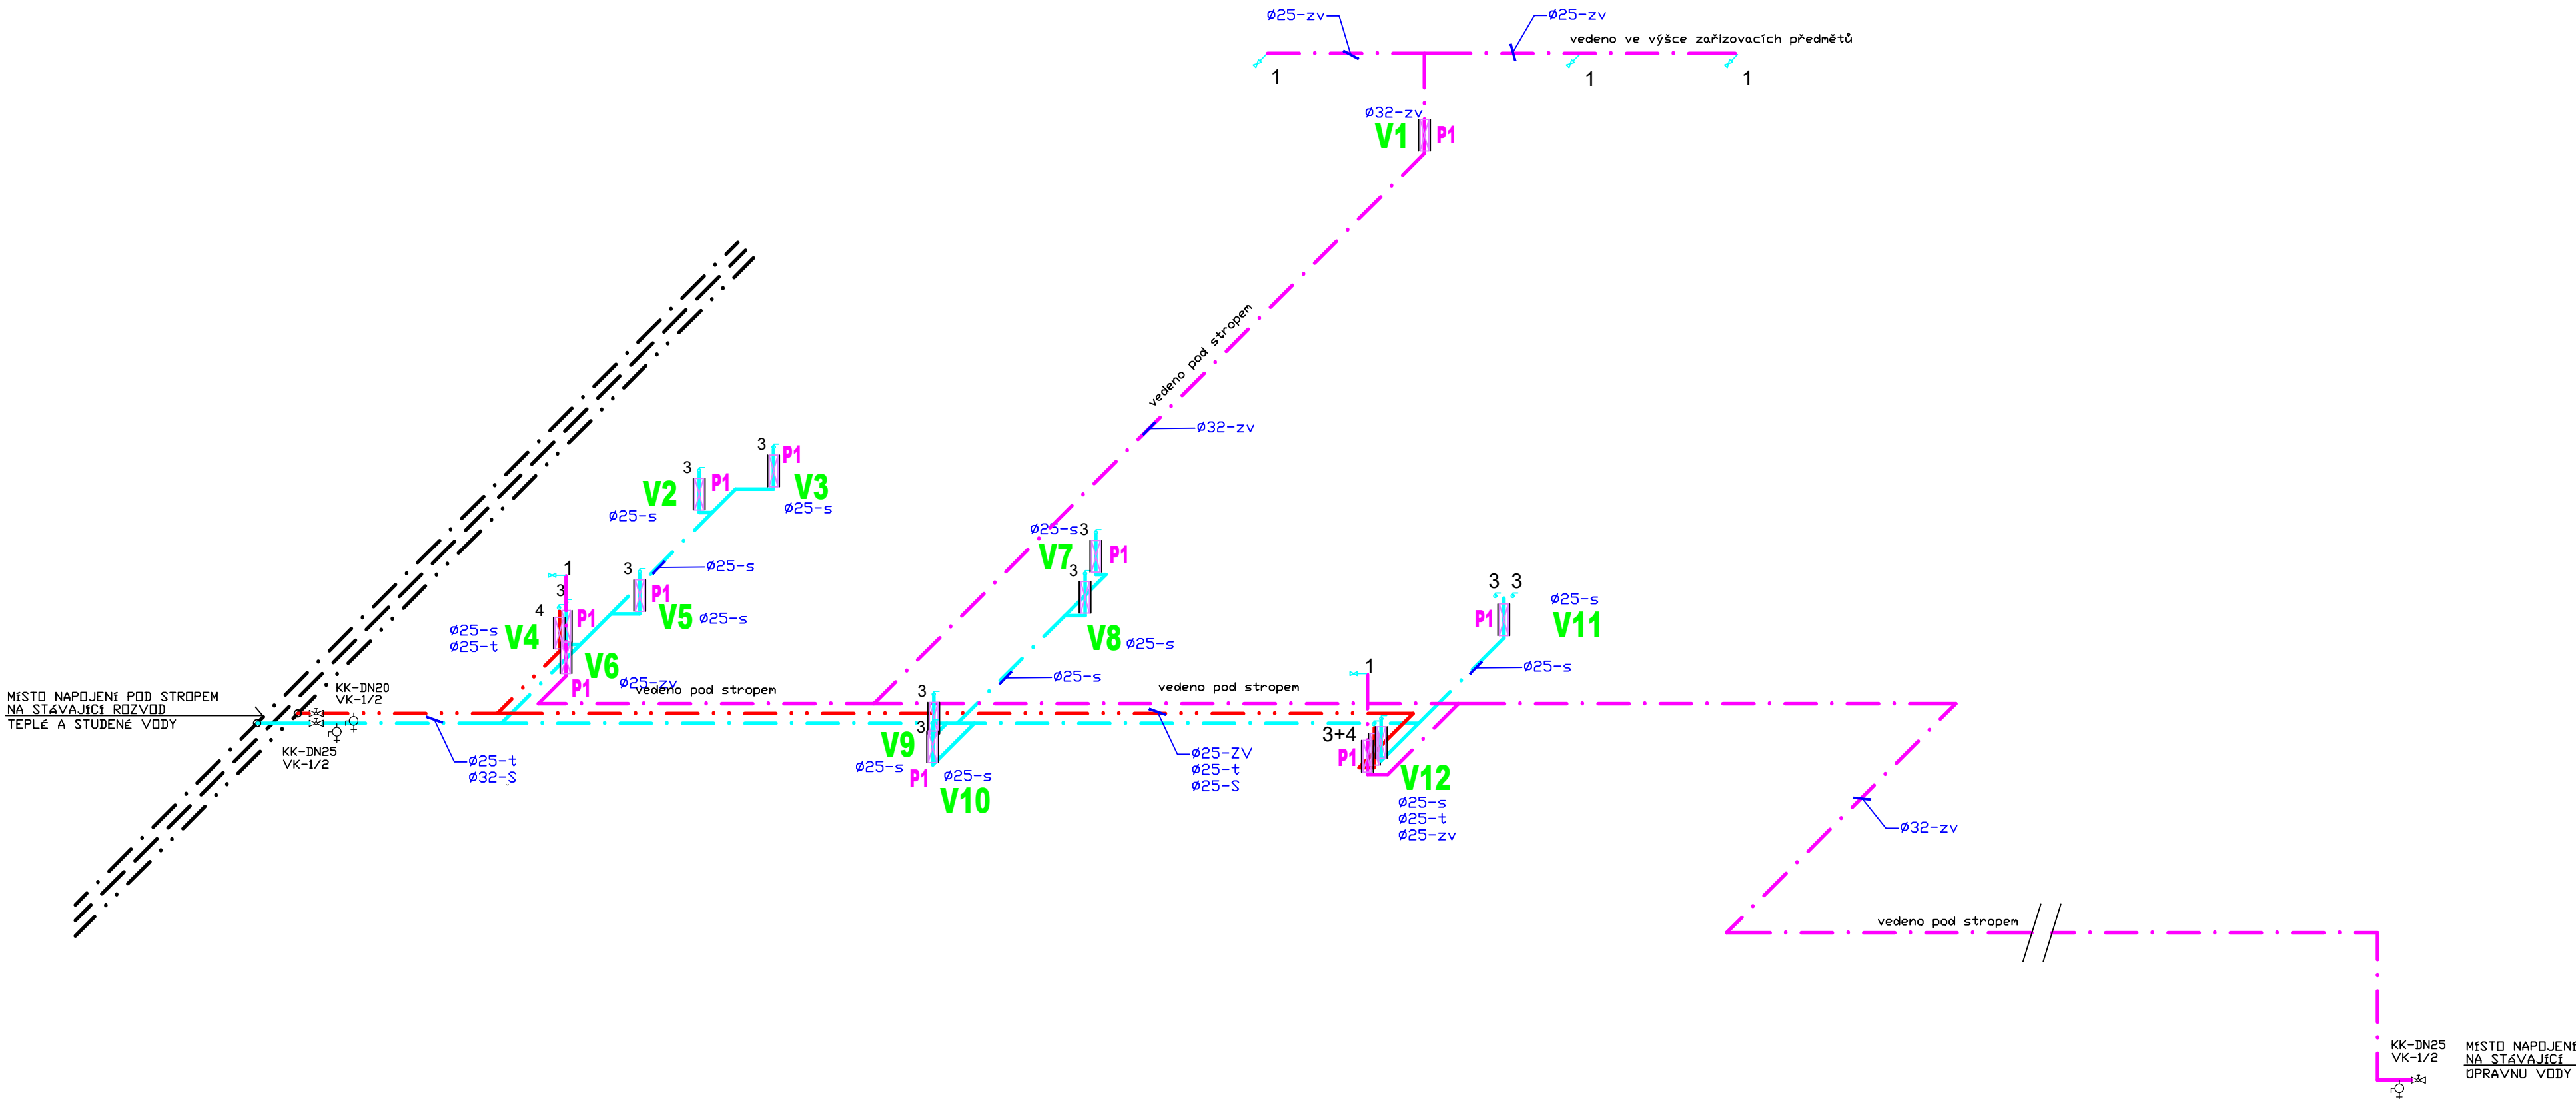 Ø25-zv
Ø25-zv
vedeno ve výšce zařizovacích předmětů
1
1
1
Ø32-zv
V1
P1
vedeno pod stropem
Ø32-zv
3
P1
V3
Ø25-s
3
P1
V2
Ø25-s
Ø25-s
3
P1
V5
Ø25-s
1
3
4
P1
Ø25-s
Ø25-t
V4
V6
P1
Ø25-zv
vedeno pod stropem
Ø25-s
3
V7
P1
3
V8
Ø25-s
Ø25-s
3 3
P1
Ø25-s
V11
Ø25-s
MÍSTO NAPOJENÍ POD STROPEM
NA STÁVAJÍCÍ ROZVOD
TEPLÉ A STUDENÉ VODY
KK-DN20
VK-1/2
KK-DN25
VK-1/2
Ø25-t
Ø32-S
3
3
V9
Ø25-s
P1
Ø25-s
V10
vedeno pod stropem
Ø25-ZV
Ø25-t
Ø25-S
1
3+4
P1
V12
Ø25-s
Ø25-t
Ø25-zv
Ø32-zv
vedeno pod stropem
KK-DN25
VK-1/2
MÍSTO NAPOJENÍ
NA STÁVAJÍCÍ
ÚPRAVNU VODY